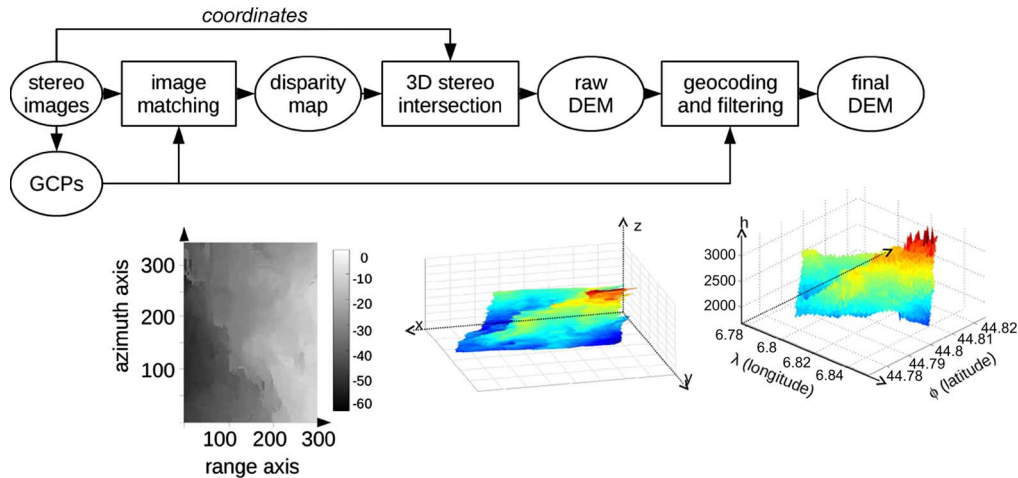 coordinates
stereo images
image matching
disparity map
3D stereo intersection
raw DEM
geocoding and filtering
final DEM
GCPs
azimuth axis
300
200
100
100 200 300
range axis
0
-10
-20
-30
-40
-50
-60
z
x
y
h
3000
2500
2000
6.78
6.8
6.82
6.84
λ (longitude)
44.78
44.79
44.8
44.81
44.82
ϕ (latitude)